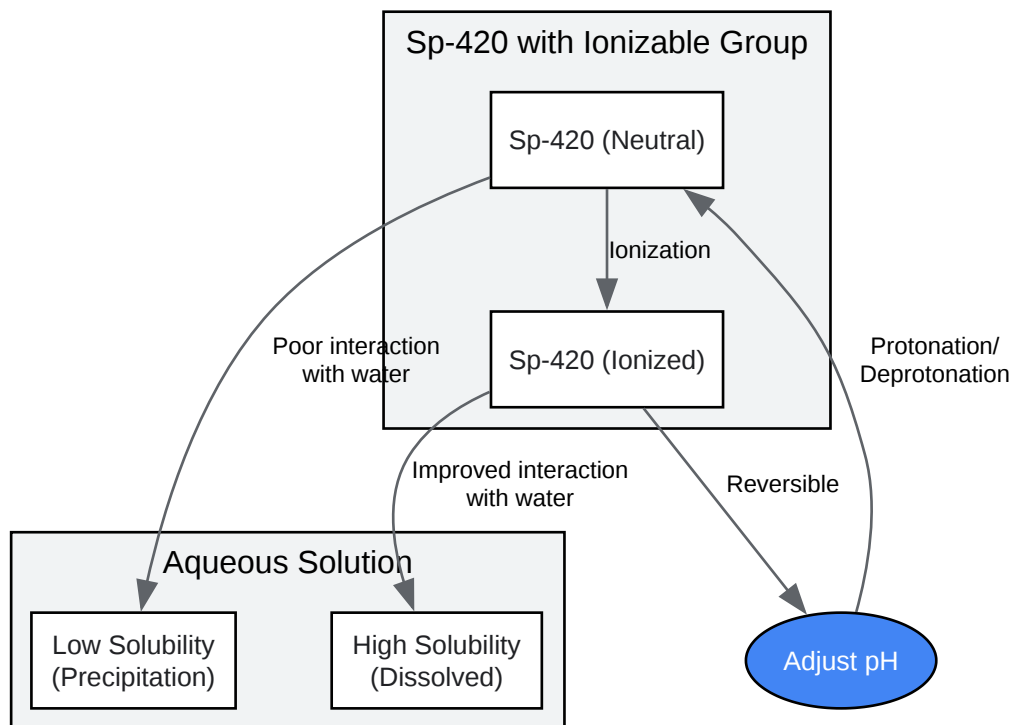 Sp-420 with Ionizable Group
Sp-420 (Neutral)
Ionization
Poor interaction
with water
Sp-420 (Ionized)
Protonation/
Deprotonation
Improved interaction
with water
Reversible
Aqueous Solution
Low Solubility
(Precipitation)
High Solubility
(Dissolved)
Adjust pH